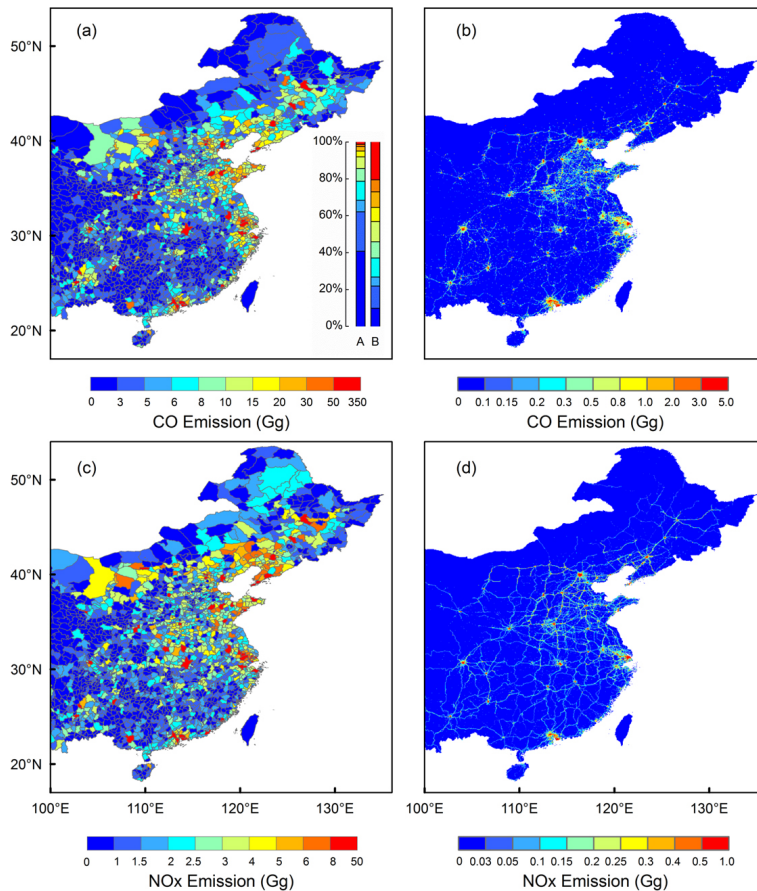 (a)
(b)
50°N
40°N
30°N
20°N
100%
80%
60%
40%
20%
0%
A B
0 3 5 6 8 10 15 20 30 50 350
CO Emission (Gg)
0 0.1 0.15 0.2 0.3 0.5 0.8 1.0 2.0 3.0 5.0
CO Emission (Gg)
(c)
(d)
50°N
40°N
30°N
20°N
100°E 110°E 120°E 130°E
100°E 110°E 120°E 130°E
0 1 1.5 2 2.5 3 4 5 6 8 50
NOx Emission (Gg)
0 0.03 0.05 0.1 0.15 0.2 0.25 0.3 0.4 0.5 1.0
NOx Emission (Gg)